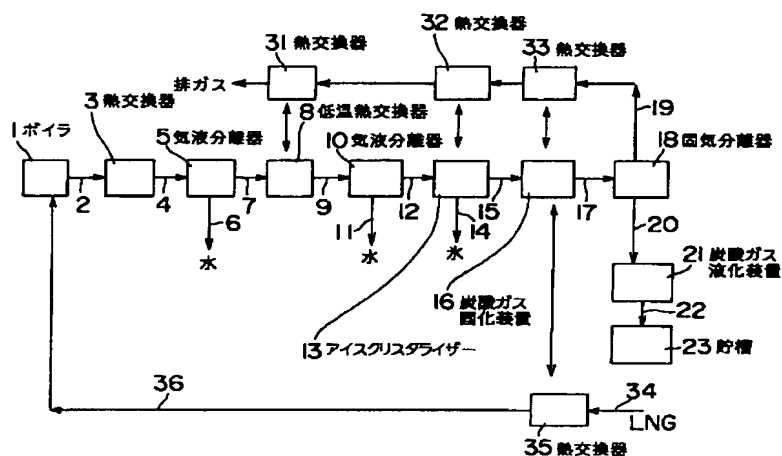 31 熱交換器
32 熱交換器
33 熱交換器
排ガス
19
1 ボイラ
3 熱交換器
5 気液分離器
8 低温熱交換器
10 気液分離器
18 固気分離器
2
4
7
9
12
15
17
6
水
11
水
14
氷
20
13 アイスクリスタライザー
16 炭酸ガス
固化装置
21 炭酸ガス
液化装置
22
23 貯槽
36
34
LNG
35 熱交換器